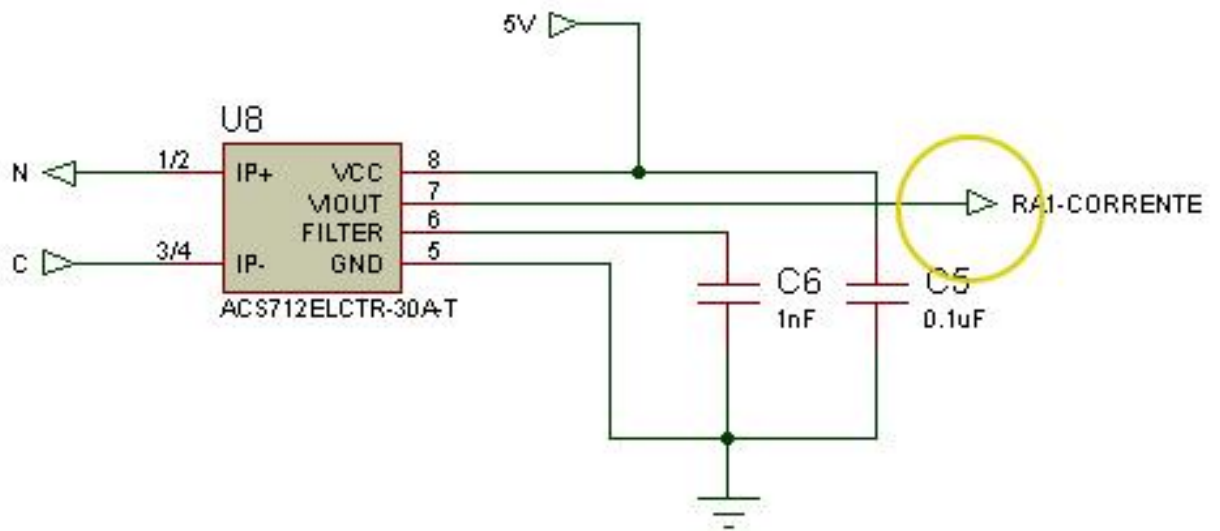 5V
U8
N
1/2
IP+
VCC
8
VIOUT
7
RA1-CORRENTE
FILTER
6
C
3/4
IP-
GND
5
ACS712ELCTR-30A-T
C6
1nF
C5
0.1uF